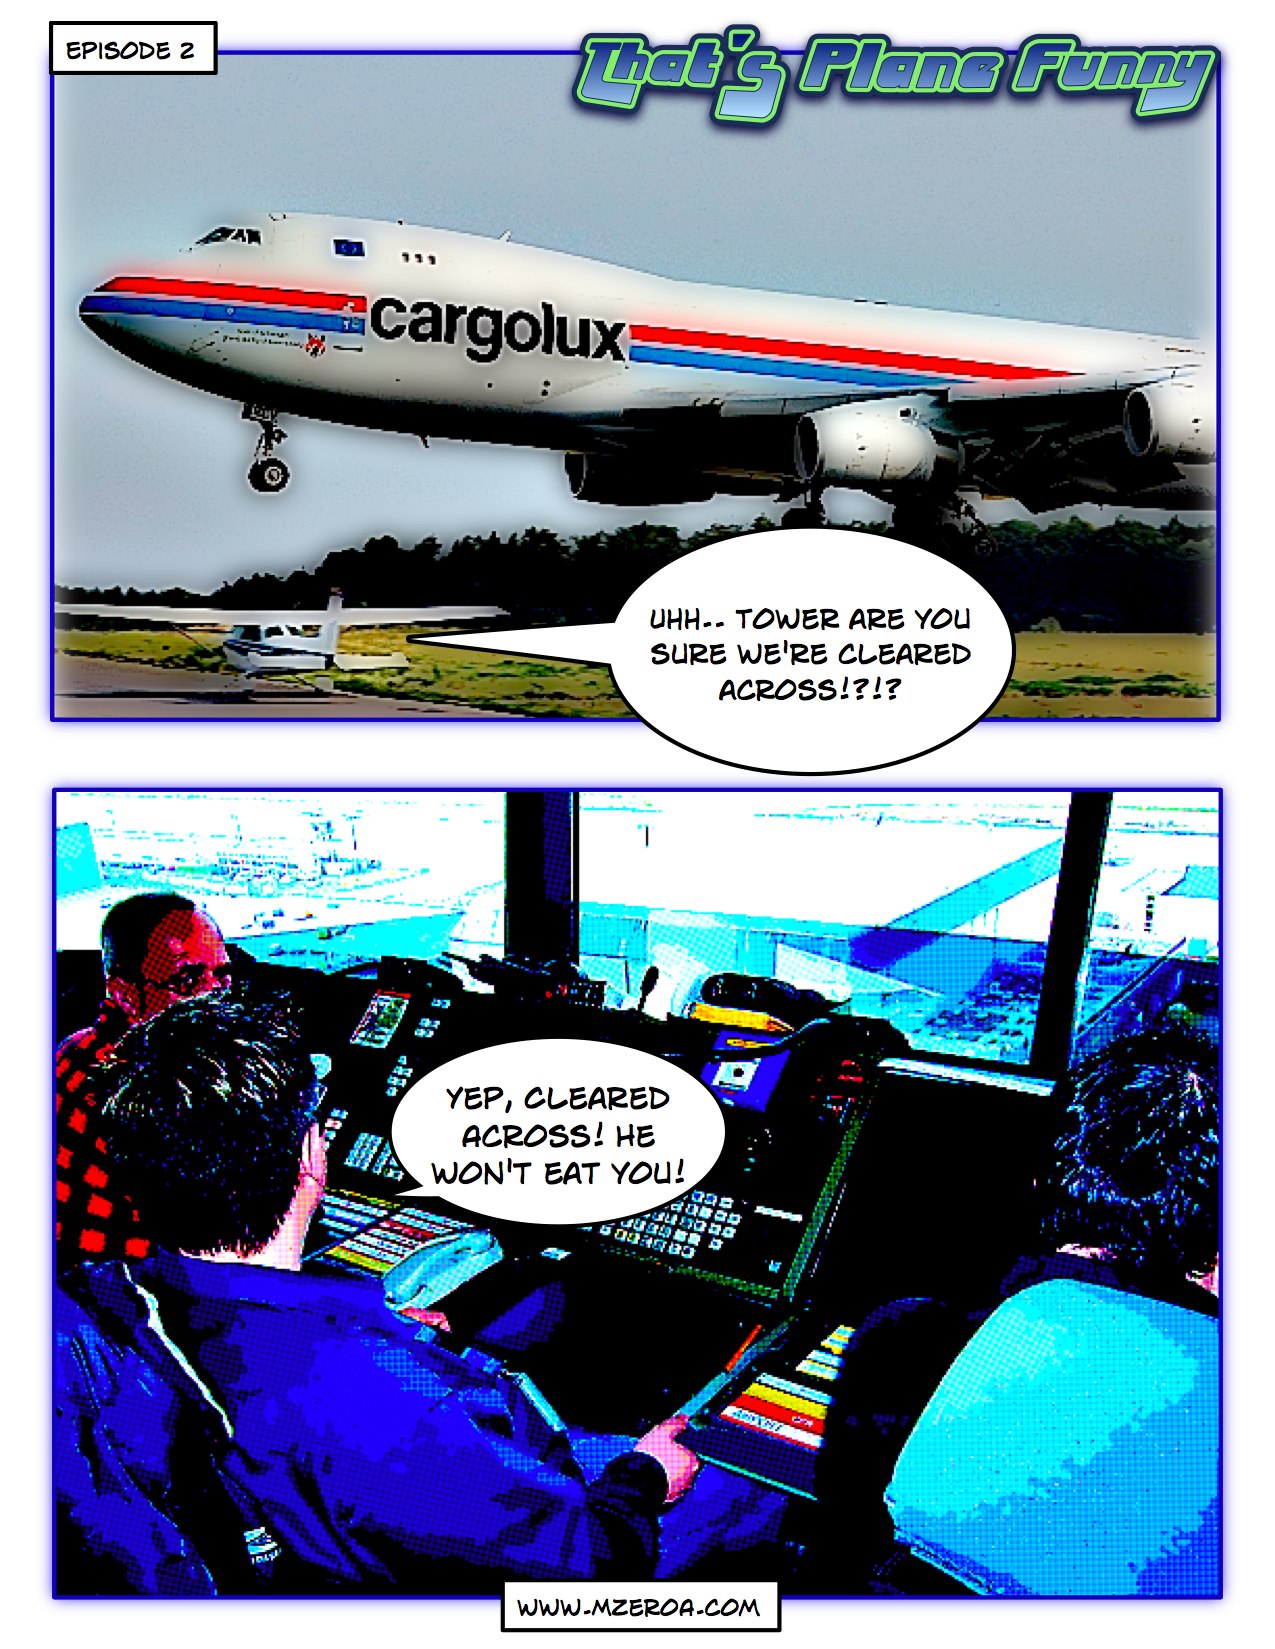 EPISODE 2
That's Plane Funny
cargolux
UHH.. TOWER ARE YOU
SURE WE'RE CLEARED
ACROSS!?!?
YEP, CLEARED
ACROSS! HE
WON'T EAT YOU!
WWW.MZEROA.COM